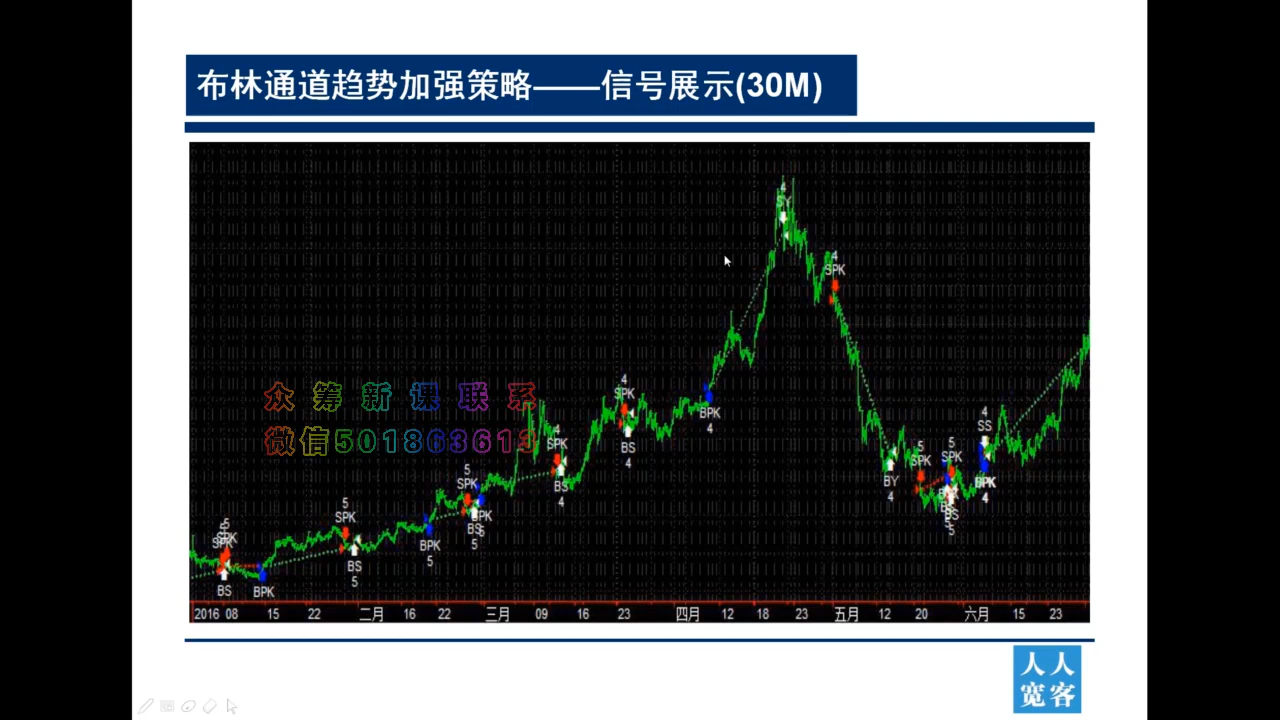 布林通道趋势加强策略——信号展示(30M)
4
SY
4
SPK
众筹新课联系
微信501863613
4
SPK
BS
4
BPK
4
4
SPK
BS
4
5
SPK
BPK
BS
5
5
SPK
BS
5
BPK
5
5
SPK
BS
BPK
BY
4
5
SPK
5
SPK
BS
5
4
SS
BPK
4
2016 08 15 22 二月 16 22 三月 09 16 23 四月 12 18 23 五月 12 20 六月 15 23
人人
宽客